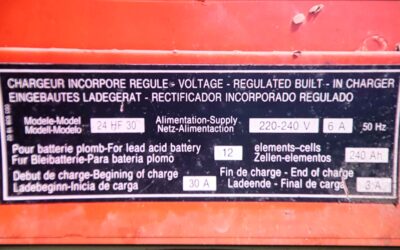 CHARGEUR INCORPORE REGULE - VOLTAGE - REGULATED BUILT - IN CHARGER
EINGEBAUTES LADEGERAT - RECTIFICADOR INCORPORADO REGULADO
Modele-Model 24 HF 30 Alimentation-Supply 220-240 V 6 A 50 Hz
Modell-Modelo Netz-Alimentaction
Pour batterie plomb-For lead acid battery 12 elements-cells 240 Ah
Fur Bleibatterie-Para bateria plomo Zellen-elementos
Debut de charge-Begining of charge 30 A Fin de charge - End of charge 3 A
Ladebeginn-Inicio de carga Ladeende - Final de carga